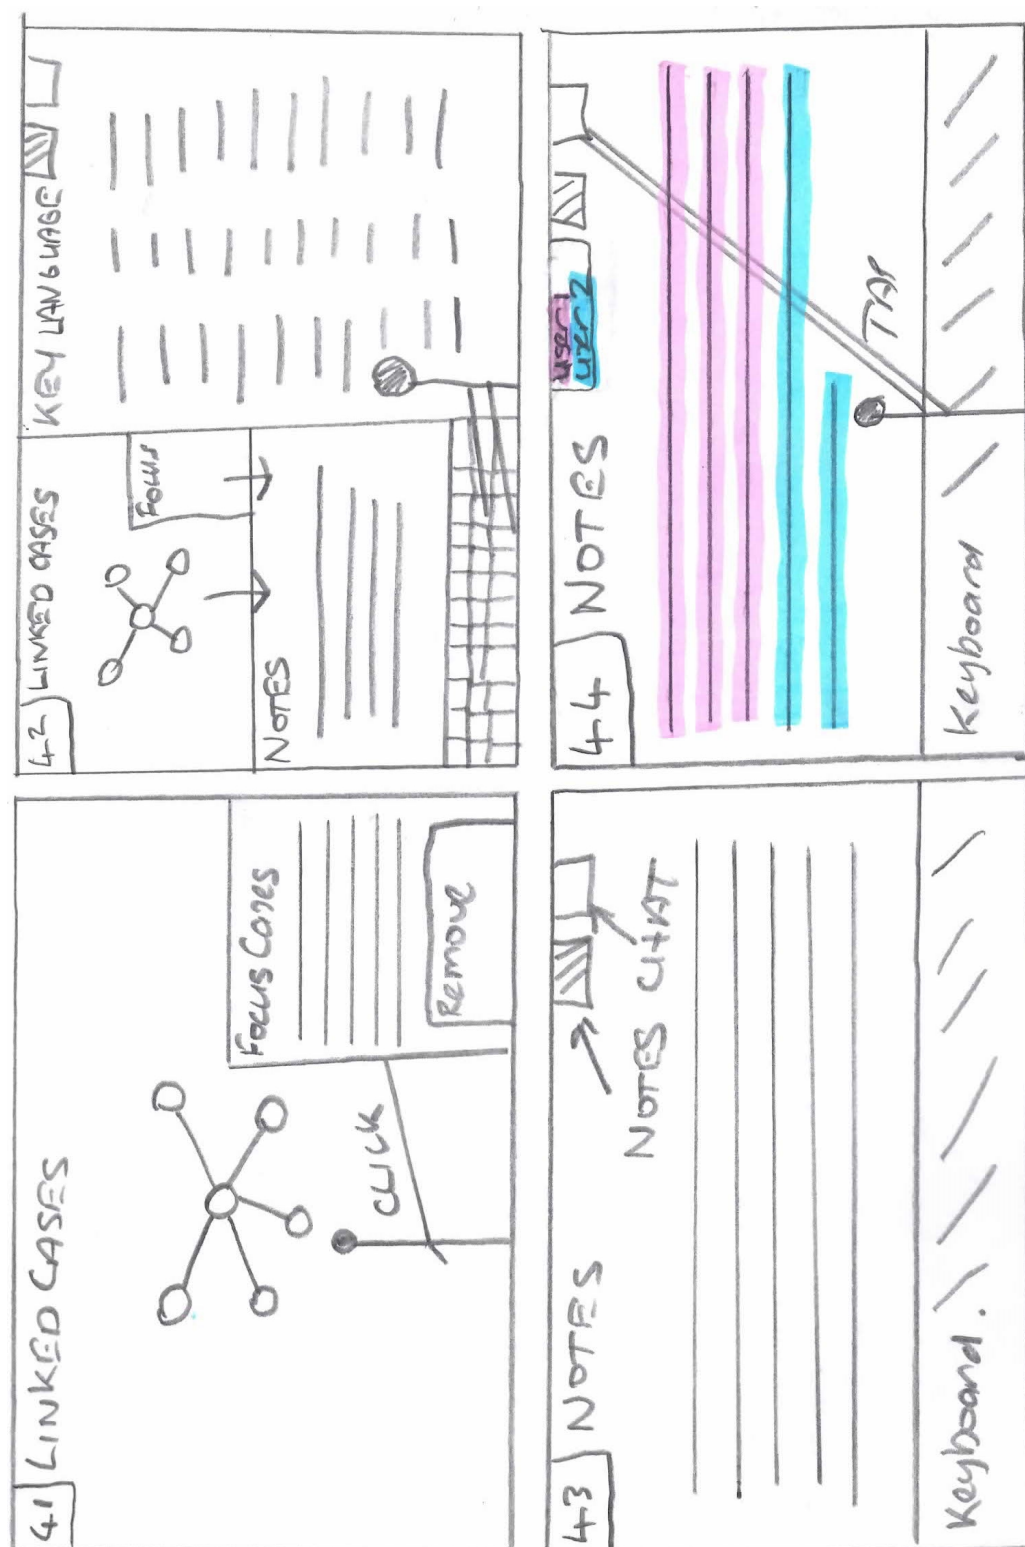 4.1 LINKED CASES
CLICK
Focus Cases
Remove
4.2 LINKED CASES
Focus
NOTES
KEY LANGUAGE
4.3 NOTES
NOTES CHAT
Keyboard.
4.4 NOTES
user 1
user 2
TAP
Keyboard